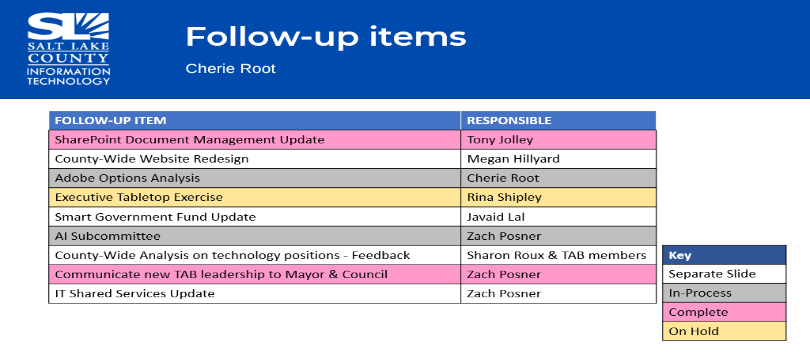 SL
SALT LAKE
COUNTY
INFORMATION
TECHNOLOGY
Follow-up items
Cherie Root
FOLLOW-UP ITEM RESPONSIBLE
SharePoint Document Management Update Tony Jolley
County-Wide Website Redesign Megan Hillyard
Adobe Options Analysis Cherie Root
Executive Tabletop Exercise Rina Shipley
Smart Government Fund Update Javaid Lal
AI Subcommittee Zach Posner
County-Wide Analysis on technology positions - Feedback Sharon Roux & TAB members
Communicate new TAB leadership to Mayor & Council Zach Posner
IT Shared Services Update Zach Posner
Key
Separate Slide
In-Process
Complete
On Hold